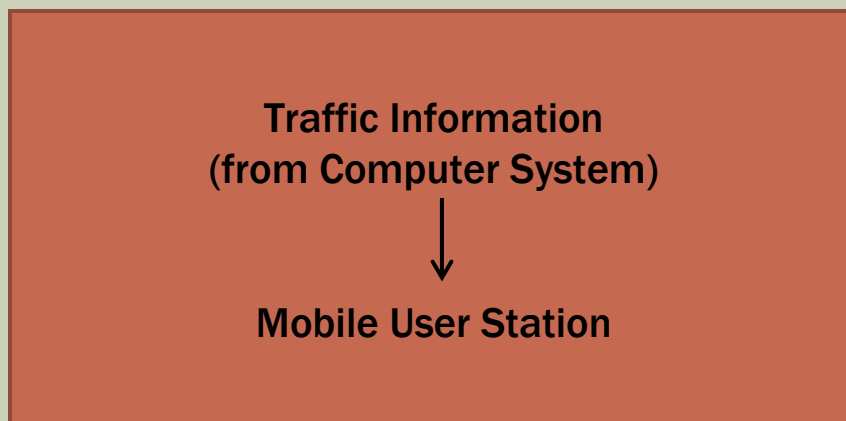 Traffic Information
(from Computer System)
Mobile User Station